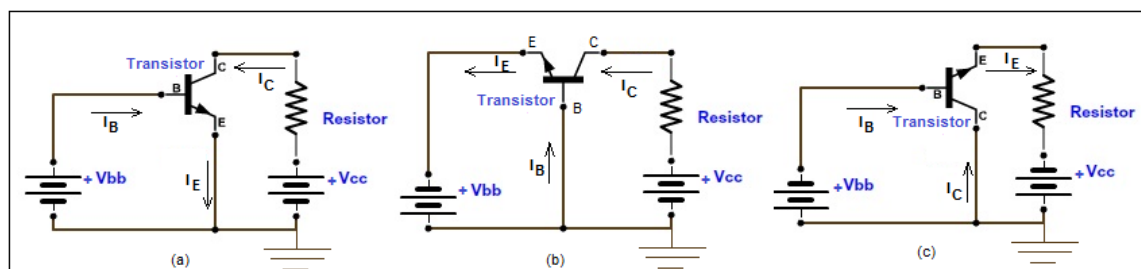 Transistor
C
B
E
I_C
I_B
I_E
Resistor
+ Vbb
+ Vcc
(a)
E
C
I_E
I_C
Transistor
B
I_B
Resistor
Vbb
+ Vcc
(b)
E
I_E
B
C
Transistor
I_B
I_C
Resistor
+ Vbb
+ Vcc
(c)